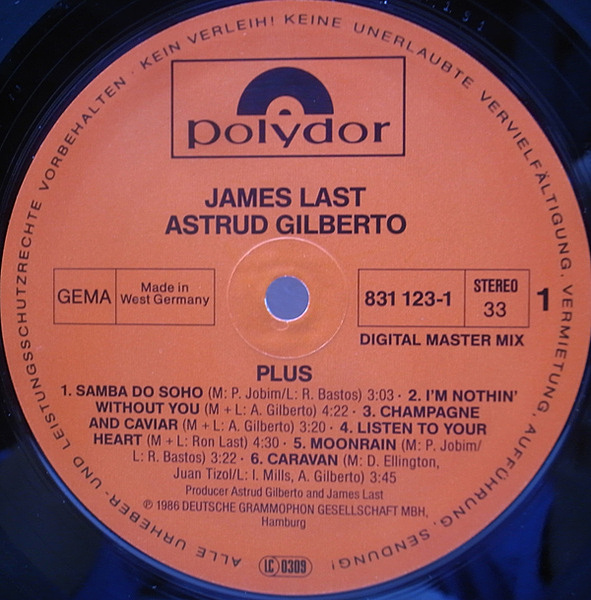 ALLE URHEBER- UND LEISTUNGSSCHUTZRECHTE VORBEHALTEN · KEIN VERLEIH! KEINE UNERLAUBTE VERVIELFÄLTIGUNG, VERMIETUNG, AUFFÜHRUNG, SENDUNG!
polydor
JAMES LAST
ASTRUD GILBERTO
GEMA
Made in
West Germany
831 123-1
STEREO
33
1
DIGITAL MASTER MIX
PLUS
1. SAMBA DO SOHO (M: P. Jobim/L: R. Bastos) 3:03 · 2. I'M NOTHIN'
WITHOUT YOU (M + L: A. Gilberto) 4:22 · 3. CHAMPAGNE
AND CAVIAR (M + L: A. Gilberto) 3:20 · 4. LISTEN TO YOUR
HEART (M + L: Ron Last) 4:30 · 5. MOONRAIN (M: P. Jobim/
L: R. Bastos) 3:22 · 6. CARAVAN (M: D. Ellington,
Juan Tizol/L: I. Mills, A. Gilberto) 3:45
Producer Astrud Gilberto and James Last
℗ 1986 DEUTSCHE GRAMMOPHON GESELLSCHAFT MBH,
Hamburg
LC 0309